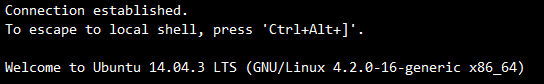 Connection established.
To escape to local shell, press 'Ctrl+Alt+]'.
Welcome to Ubuntu 14.04.3 LTS (GNU/Linux 4.2.0-16-generic x86_64)